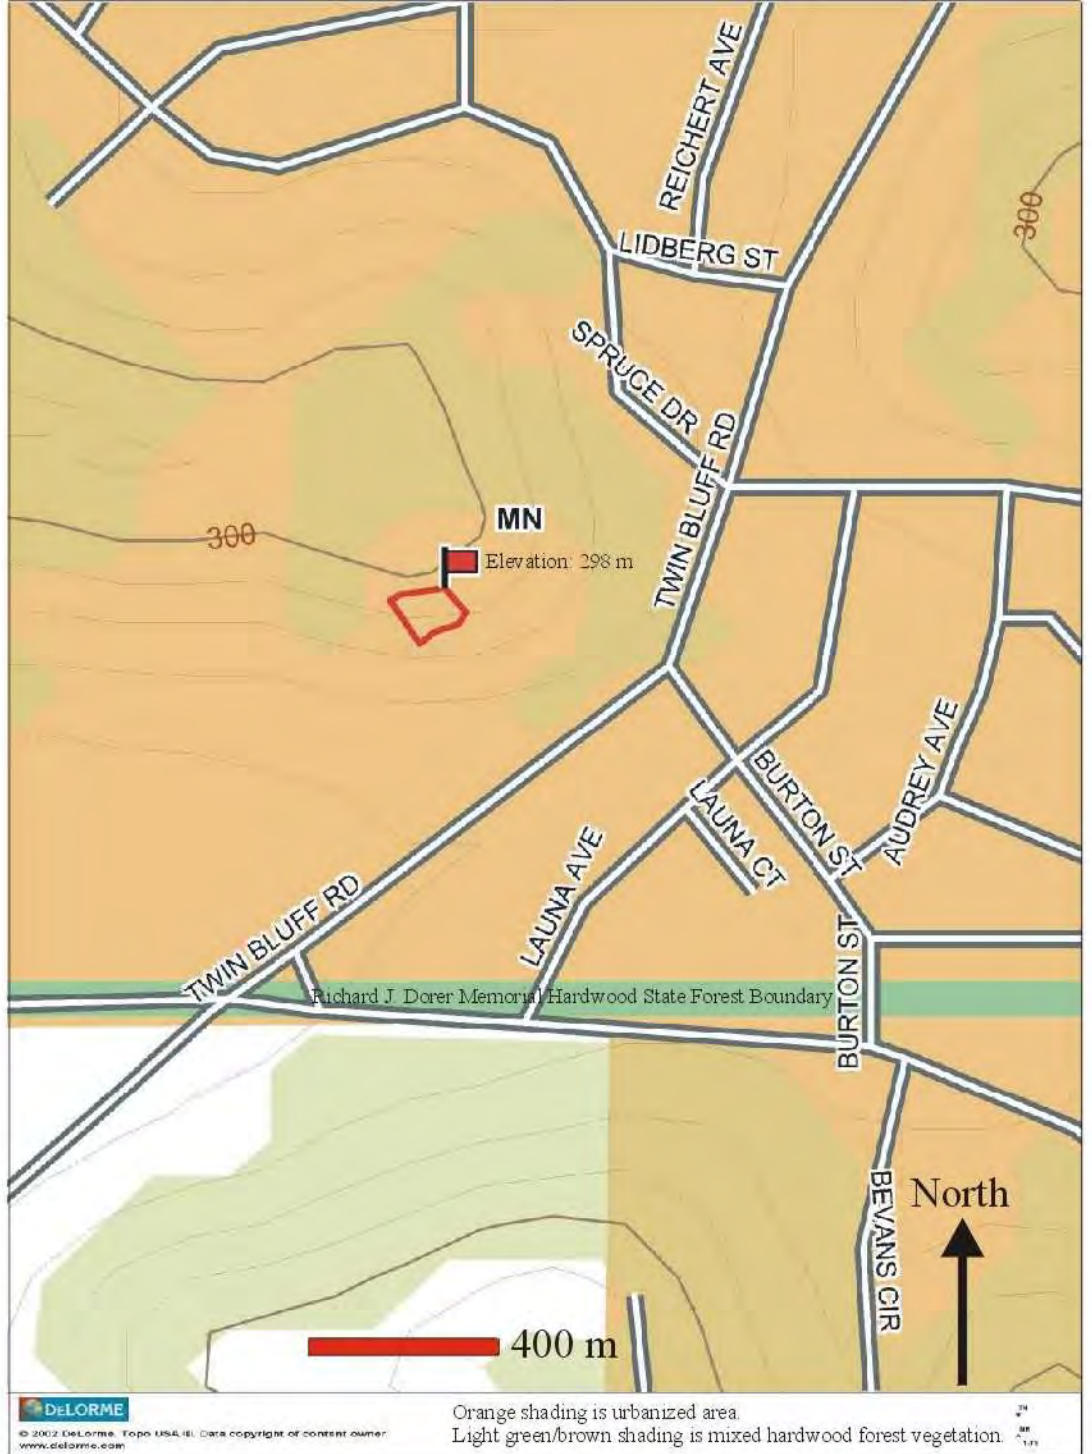 REICHERT AVE
300
LIDBERG ST
SPRUCE DR
TWIN BLUFF RD
MN
300
Elevation: 298 m
BURTON ST
AUDREY AVE
LAUNA CT
LAUNA AVE
TWIN BLUFF RD
BURTON ST
Richard J. Dorer Memorial Hardwood State Forest Boundary
BEVANS CIR
North
400 m
DELORME
© 2002 DeLorme. Topo USA®. Data copyright of content owner.
www.delorme.com
Orange shading is urbanized area.
Light green/brown shading is mixed hardwood forest vegetation.